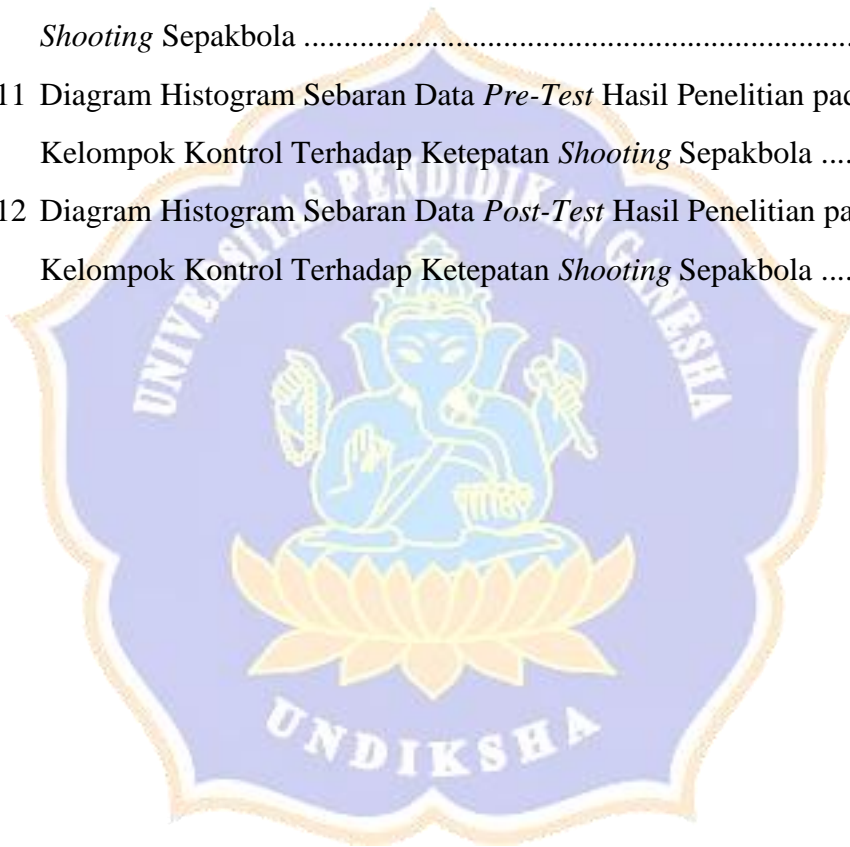 Shooting Sepakbola ....................................................................
11 Diagram Histogram Sebaran Data Pre-Test Hasil Penelitian pad
Kelompok Kontrol Terhadap Ketepatan Shooting Sepakbola ....
12 Diagram Histogram Sebaran Data Post-Test Hasil Penelitian pa
Kelompok Kontrol Terhadap Ketepatan Shooting Sepakbola ....
UNIVERSITAS PENDIDIKAN GANESHA
UNDIKSHA